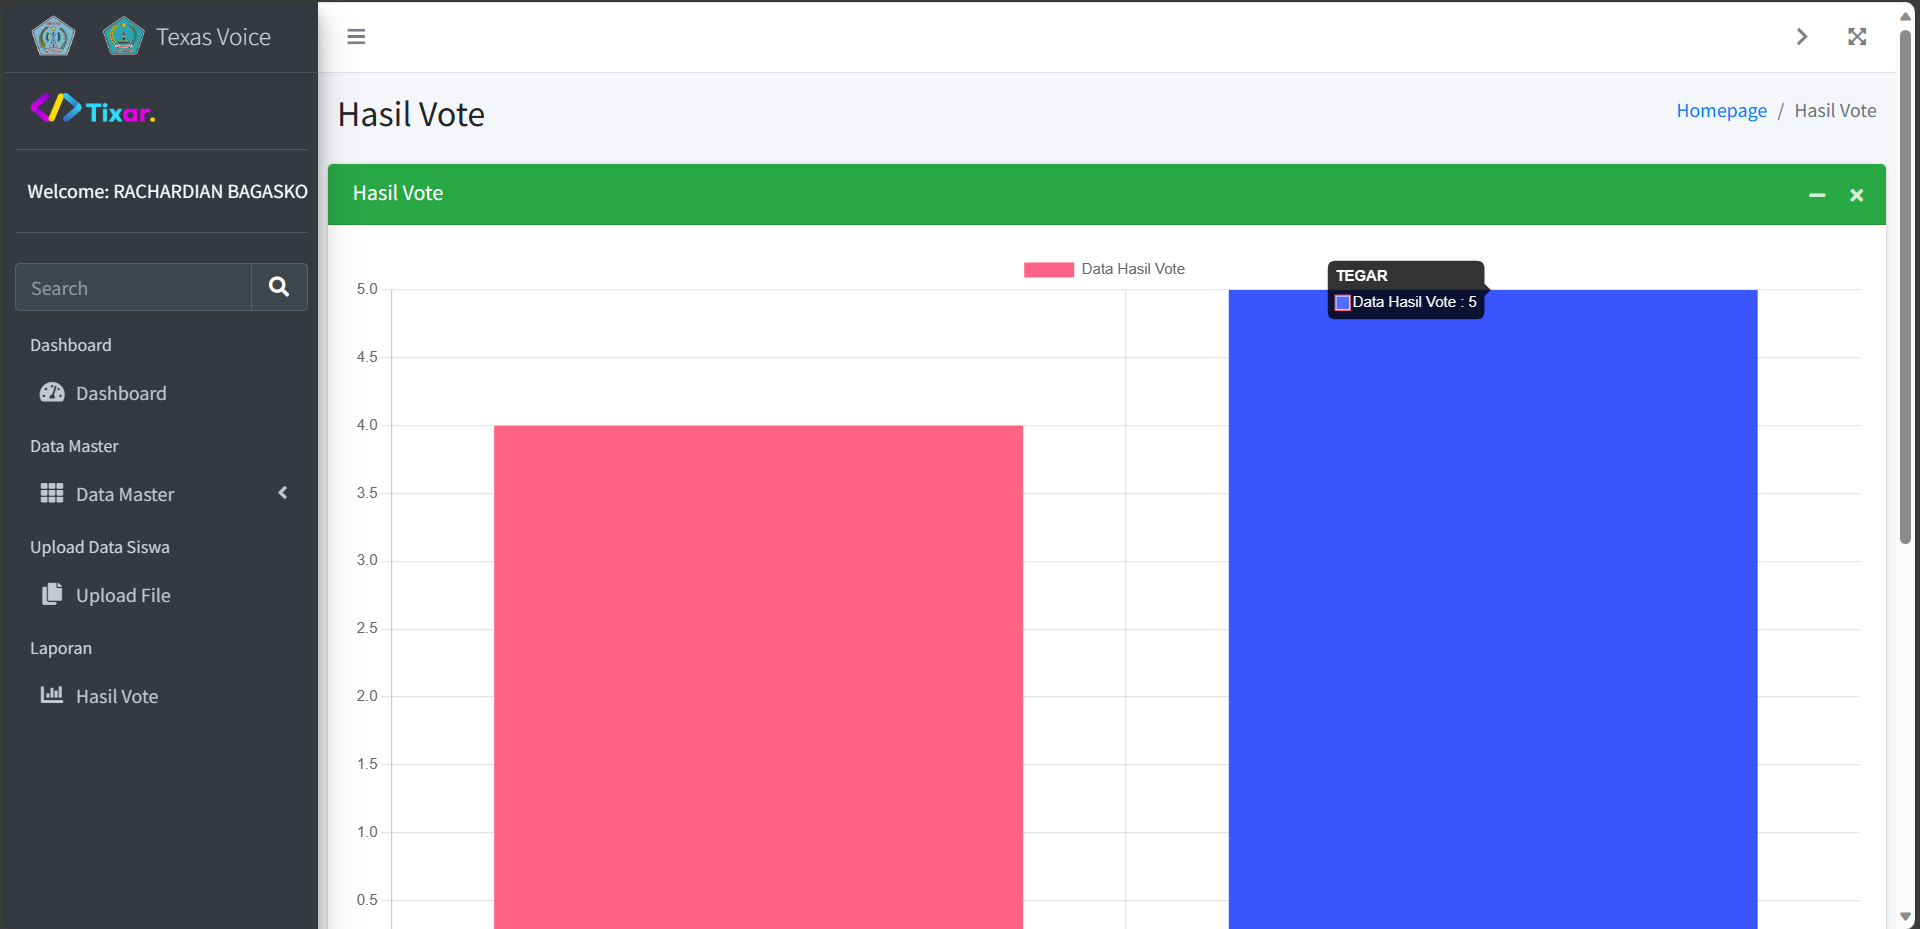 Texas Voice
Tixar.
Welcome: RACHARDIAN BAGASKO
Search
Dashboard
Dashboard
Data Master
Data Master
Upload Data Siswa
Upload File
Laporan
Hasil Vote
Hasil Vote
Homepage / Hasil Vote
Hasil Vote
Data Hasil Vote
TEGAR
Data Hasil Vote : 5
5.0
4.5
4.0
3.5
3.0
2.5
2.0
1.5
1.0
0.5